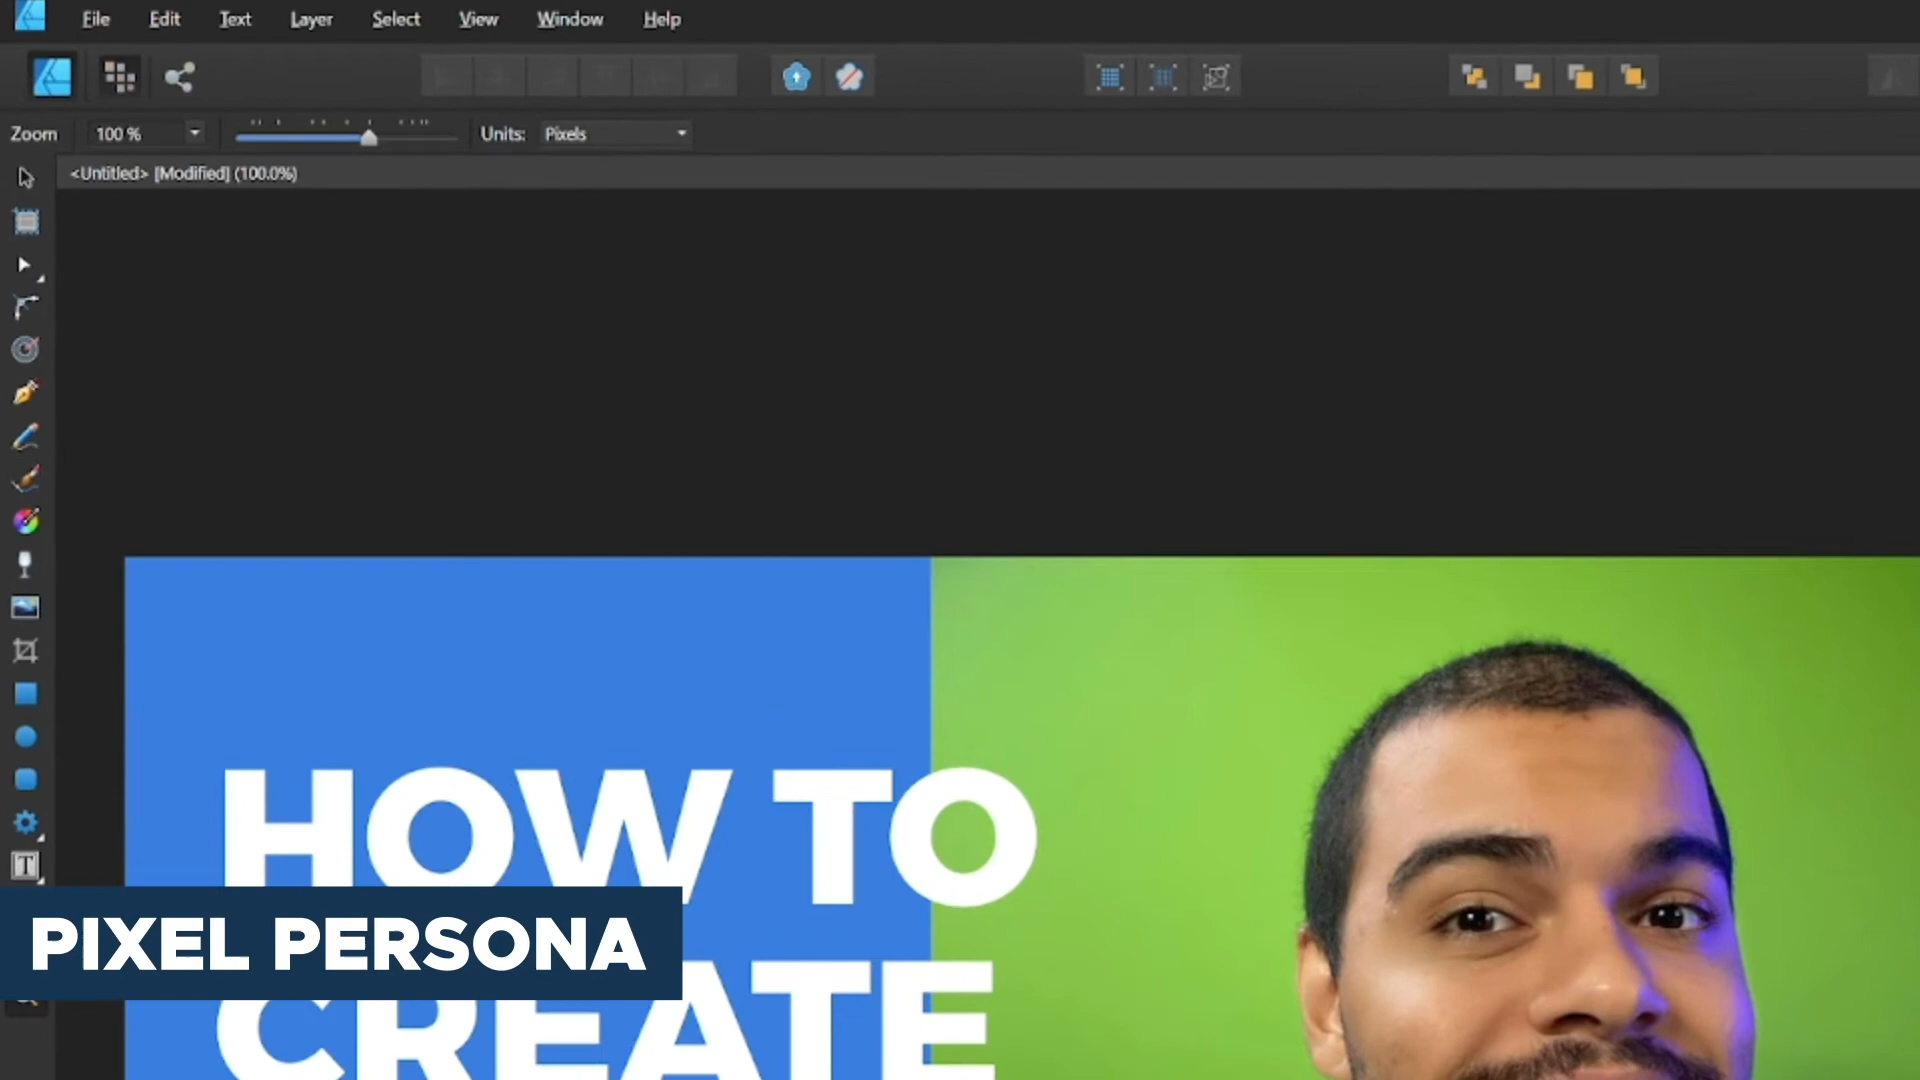 File Edit Text Layer Select View Window Help
Zoom 100 % Units: Pixels
<Untitled> [Modified] (100.0%)
HOW TO
PIXEL PERSONA
CREATE